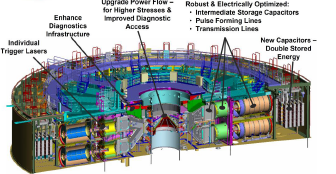 Upgrade Power Flow –
for Higher Stresses &
Improved Diagnostic
Access
Enhance
Diagnostics
Infrastructure
Individual
Trigger Lasers
Robust & Electrically Optimized:
• Intermediate Storage Capacitors
• Pulse Forming Lines
• Transmission Lines
New Capacitors –
Double Stored
Energy